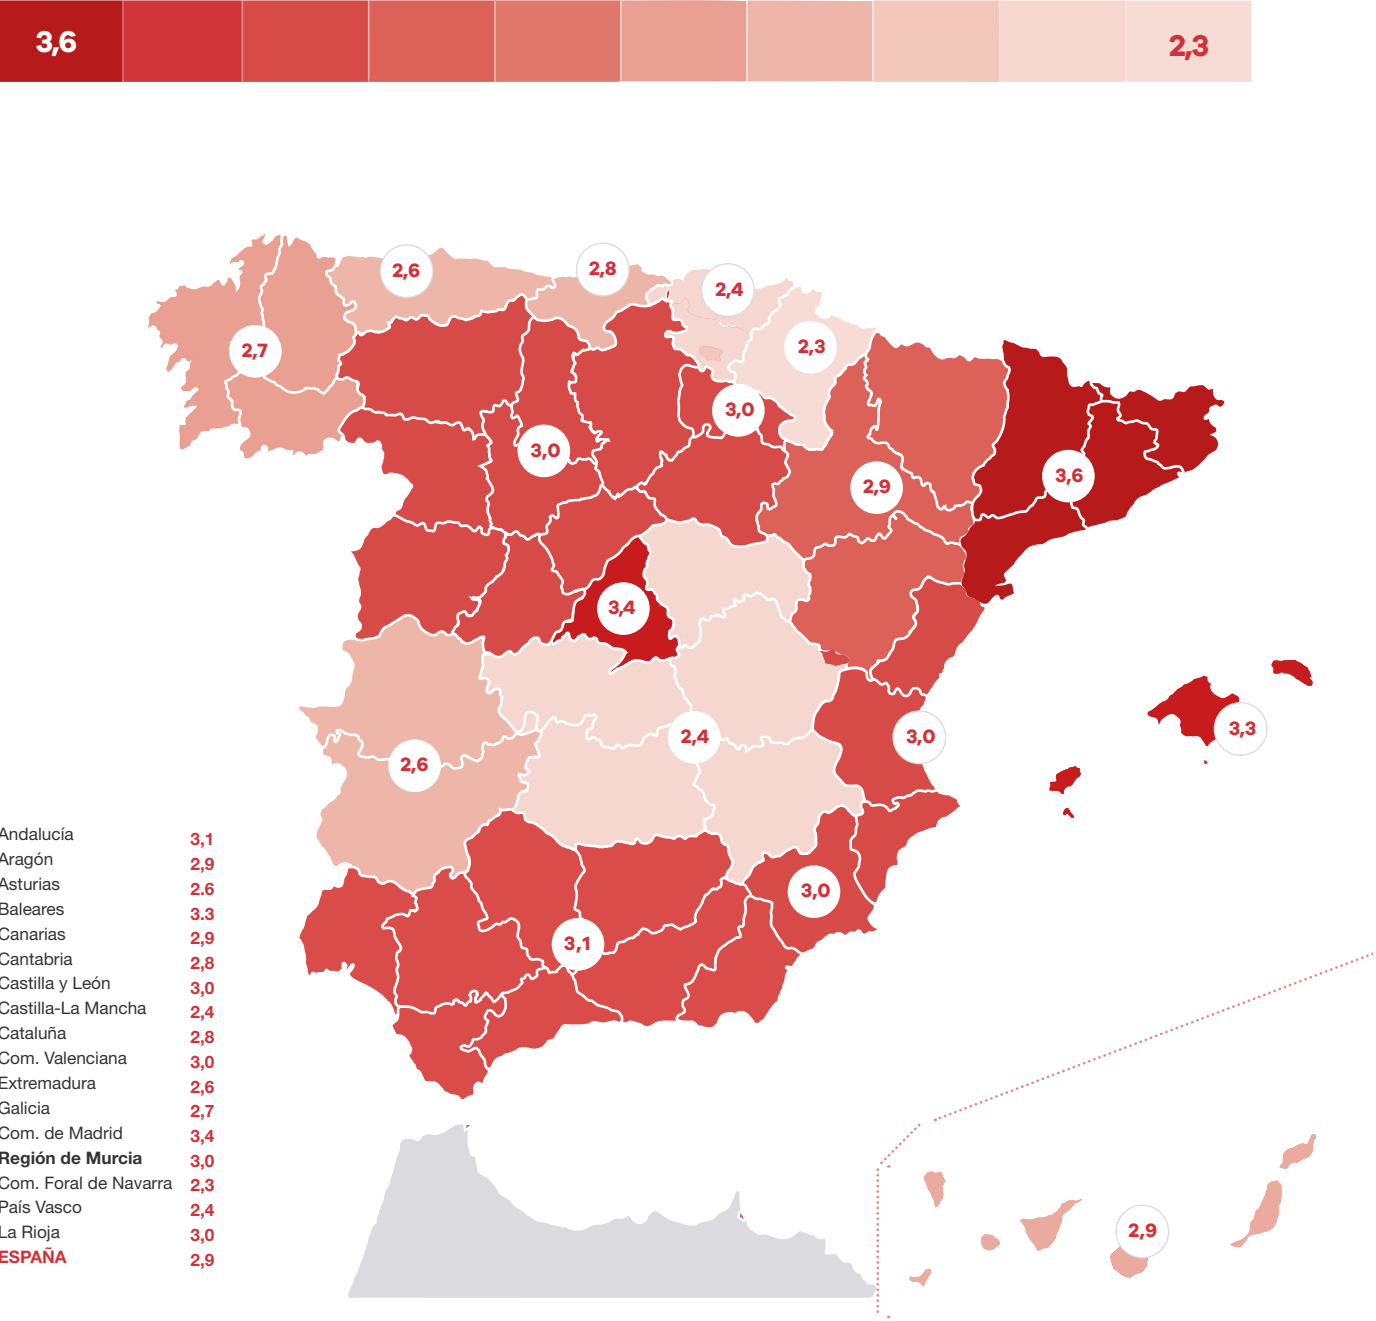 3,6 2,3
2,6
2,8
2,4
2,3
2,7
3,0
3,0
3,6
2,9
3,4
3,3
2,4
3,0
2,6
3,0
3,1
2,9
Andalucía 3,1
Aragón 2,9
Asturias 2.6
Baleares 3.3
Canarias 2,9
Cantabria 2,8
Castilla y León 3,0
Castilla-La Mancha 2,4
Cataluña 2,8
Com. Valenciana 3,0
Extremadura 2,6
Galicia 2,7
Com. de Madrid 3,4
Región de Murcia 3,0
Com. Foral de Navarra 2,3
País Vasco 2,4
La Rioja 3,0
ESPAÑA 2,9